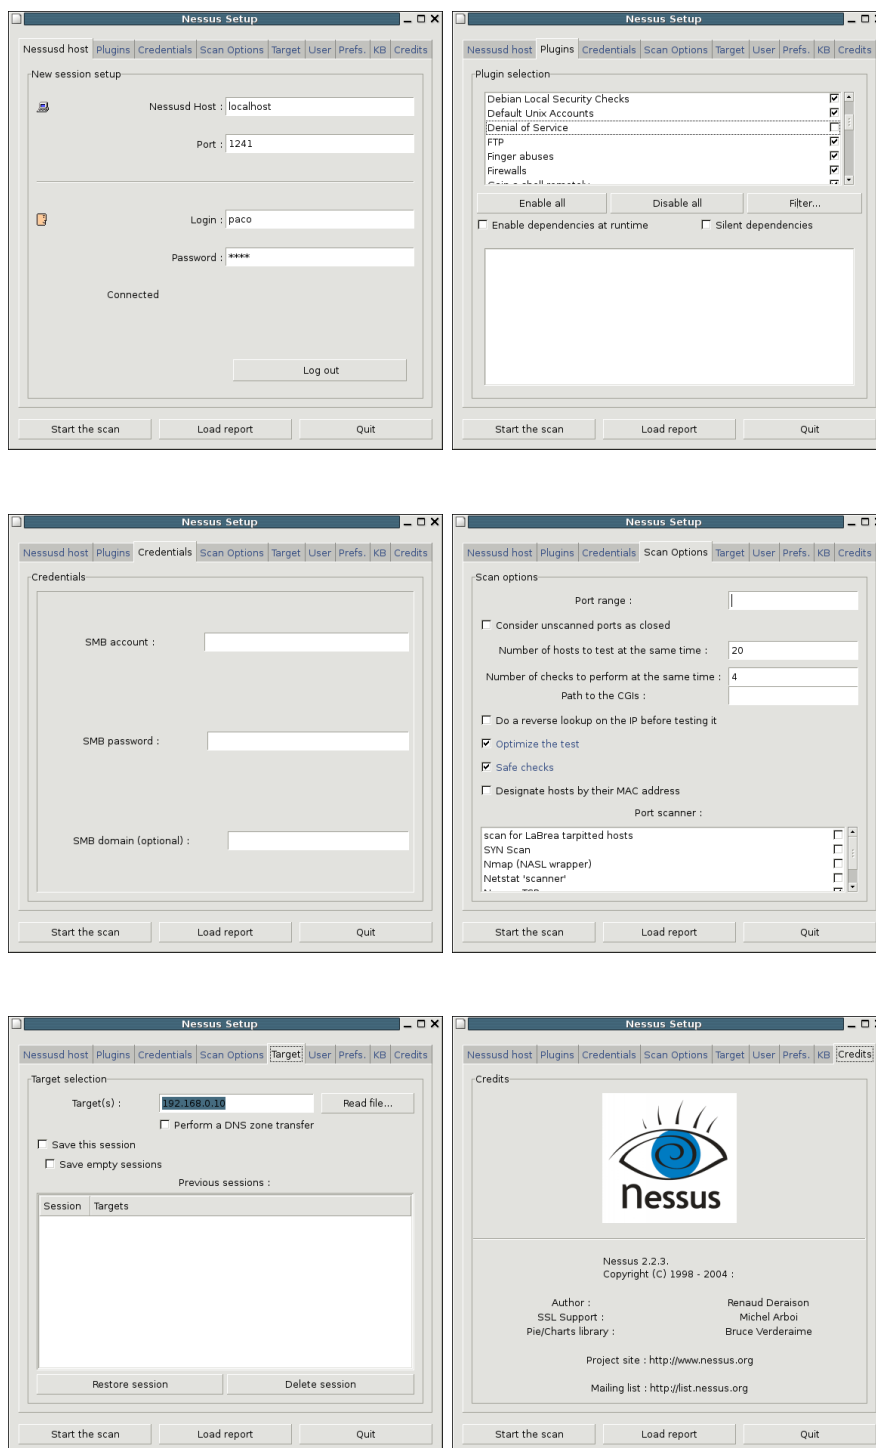 Nessus Setup
Nessusd host Plugins Credentials Scan Options Target User Prefs. KB Credits
New session setup
Nessusd Host : localhost
Port : 1241
Login : paco
Password : ****
Connected
Log out
Start the scan Load report Quit
Nessus Setup
Nessusd host Plugins Credentials Scan Options Target User Prefs. KB Credits
Plugin selection
Debian Local Security Checks
Default Unix Accounts
Denial of Service
FTP
Finger abuses
Firewalls
Gain a shell remotely
Enable all Disable all Filter...
Enable dependencies at runtime Silent dependencies
Start the scan Load report Quit
Nessus Setup
Nessusd host Plugins Credentials Scan Options Target User Prefs. KB Credits
Credentials
SMB account :
SMB password :
SMB domain (optional) :
Start the scan Load report Quit
Nessus Setup
Nessusd host Plugins Credentials Scan Options Target User Prefs. KB Credits
Scan options
Port range :
Consider unscanned ports as closed
Number of hosts to test at the same time : 20
Number of checks to perform at the same time : 4
Path to the CGIs :
Do a reverse lookup on the IP before testing it
Optimize the test
Safe checks
Designate hosts by their MAC address
Port scanner :
scan for LaBrea tarpitted hosts
SYN Scan
Nmap (NASL wrapper)
Netstat 'scanner'
Start the scan Load report Quit
Nessus Setup
Nessusd host Plugins Credentials Scan Options Target User Prefs. KB Credits
Target selection
Target(s) : 192.168.0.10 Read file...
Perform a DNS zone transfer
Save this session
Save empty sessions
Previous sessions :
Session Targets
Restore session Delete session
Start the scan Load report Quit
Nessus Setup
Nessusd host Plugins Credentials Scan Options Target User Prefs. KB Credits
Credits
Nessus
Nessus 2.2.3.
Copyright (C) 1998 - 2004 :
Author : Renaud Deraison
SSL Support : Michel Arboi
Pie/Charts library : Bruce Verderaime
Project site : http://www.nessus.org
Mailing list : http://list.nessus.org
Start the scan Load report Quit